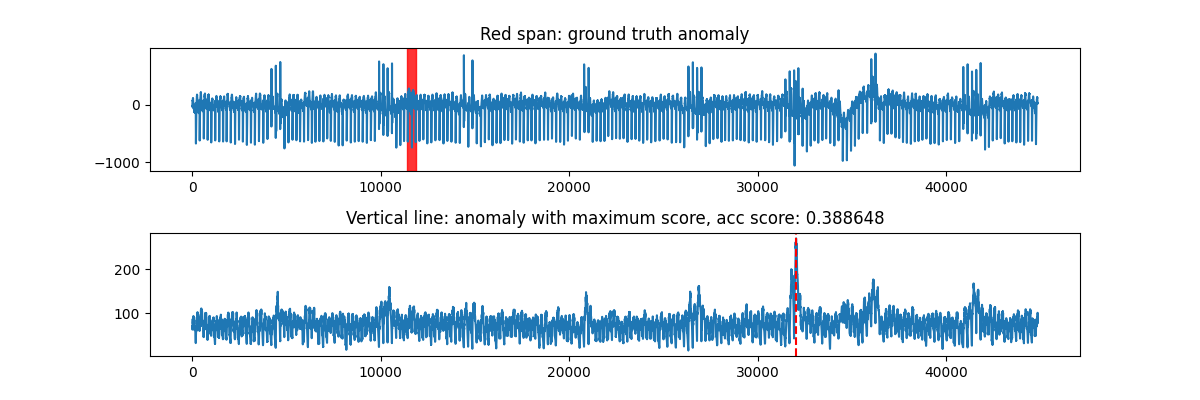 Red span: ground truth anomaly
0
−1000
0 10000 20000 30000 40000
Vertical line: anomaly with maximum score, acc score: 0.388648
200
100
0 10000 20000 30000 40000